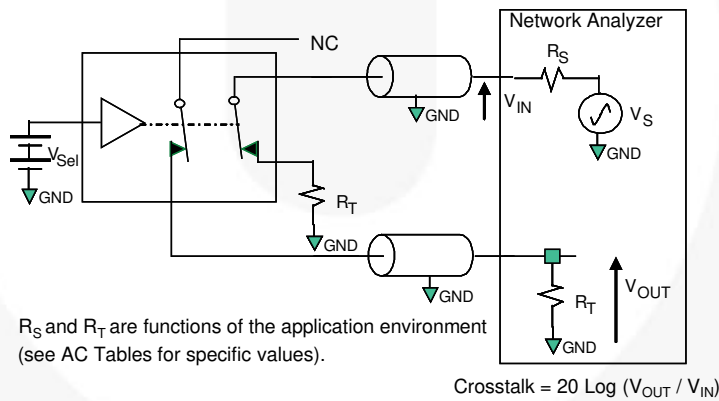 Network Analyzer
NC
R_S
V_IN
V_S
GND
GND
V_Sel
GND
R_T
GND
GND
R_T
V_OUT
GND
R_S and R_T are functions of the application environment
(see AC Tables for specific values).
Crosstalk = 20 Log (V_OUT / V_IN)